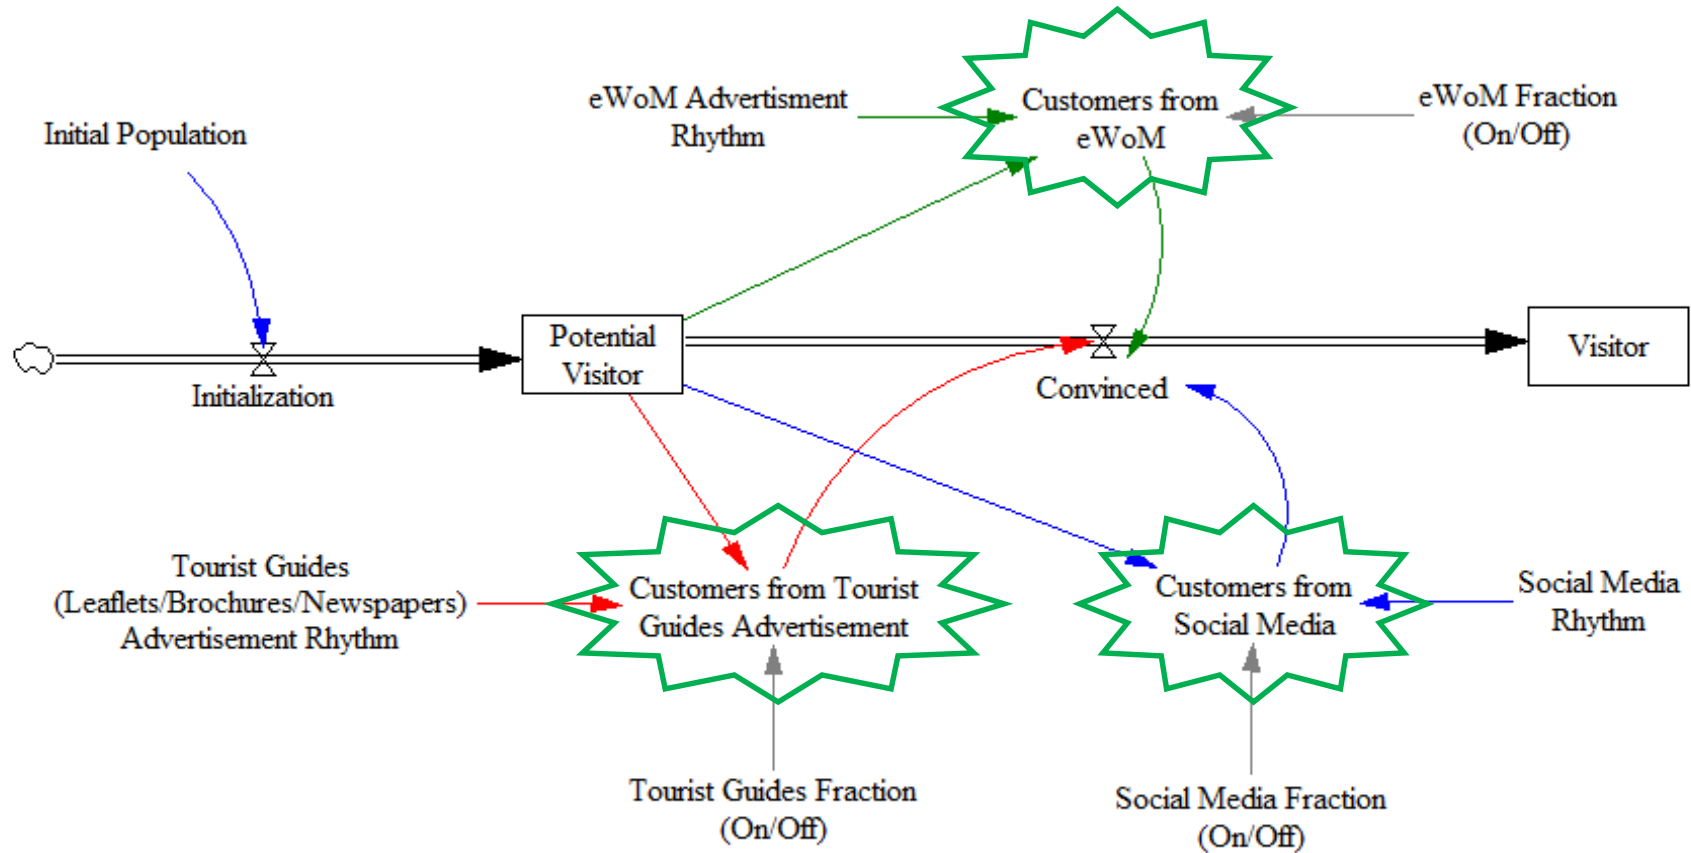 eWoM Advertisment
Rhythm
Customers from
eWoM
eWoM Fraction
(On/Off)
Initial Population
Initialization
Potential
Visitor
Convinced
Visitor
Tourist Guides
(Leaflets/Brochures/Newspapers)
Advertisement Rhythm
Customers from Tourist
Guides Advertisement
Customers from
Social Media
Social Media
Rhythm
Tourist Guides Fraction
(On/Off)
Social Media Fraction
(On/Off)